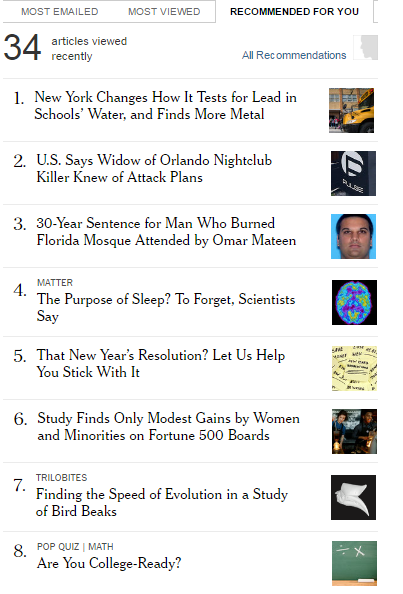 MOST EMAILED MOST VIEWED RECOMMENDED FOR YOU
34 articles viewed
recently
All Recommendations
1. New York Changes How It Tests for Lead in
Schools' Water, and Finds More Metal
2. U.S. Says Widow of Orlando Nightclub
Killer Knew of Attack Plans
PULSE
3. 30-Year Sentence for Man Who Burned
Florida Mosque Attended by Omar Mateen
4. MATTER
The Purpose of Sleep? To Forget, Scientists
Say
5. That New Year's Resolution? Let Us Help
You Stick With It
6. Study Finds Only Modest Gains by Women
and Minorities on Fortune 500 Boards
7. TRILOBITES
Finding the Speed of Evolution in a Study
of Bird Beaks
8. POP QUIZ | MATH
Are You College-Ready?
÷ ×